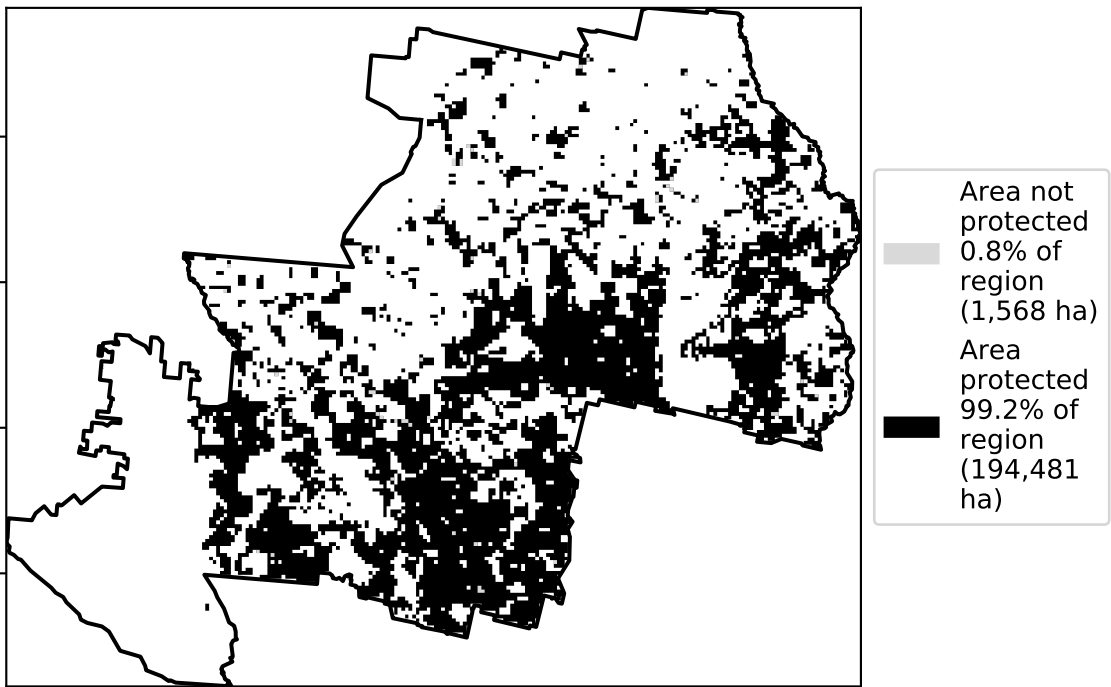 Area not
protected
0.8% of
region
(1,568 ha)
Area
protected
99.2% of
region
(194,481
ha)